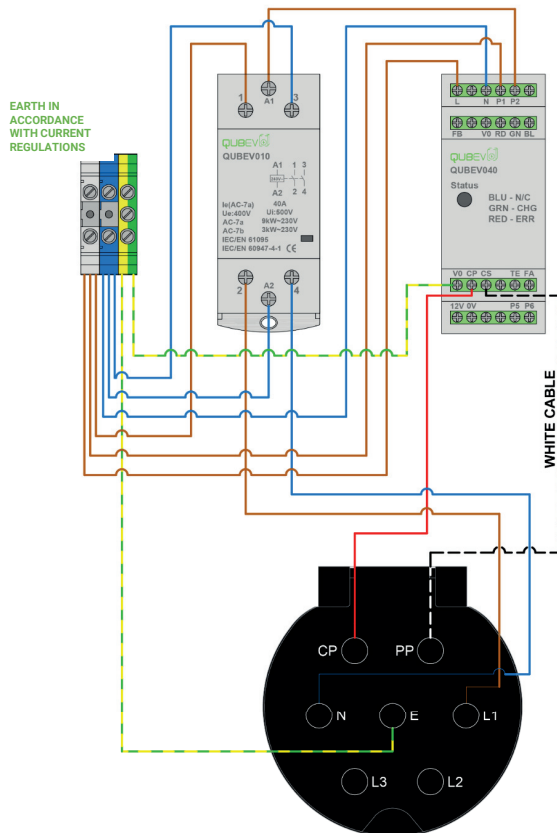 EARTH IN
ACCORDANCE
WITH CURRENT
REGULATIONS
1
A1
3
QUBEV
QUBEV010
A1 1 3
A2 2 4
Ie(AC-7a) 40A
Ue:400V Ui:500V
AC-7a 9kW~230V
AC-7b 3kW~230V
IEC/EN 61095
IEC/EN 60947-4-1 CE
2
A2
4
L N P1 P2
FB V0 RD GN BL
QUBEV
QUBEV040
Status
BLU - N/C
GRN - CHG
RED - ERR
V0 CP CS TE FA
12V 0V P5 P6
WHITE CABLE
CP PP
N E L1
L3 L2